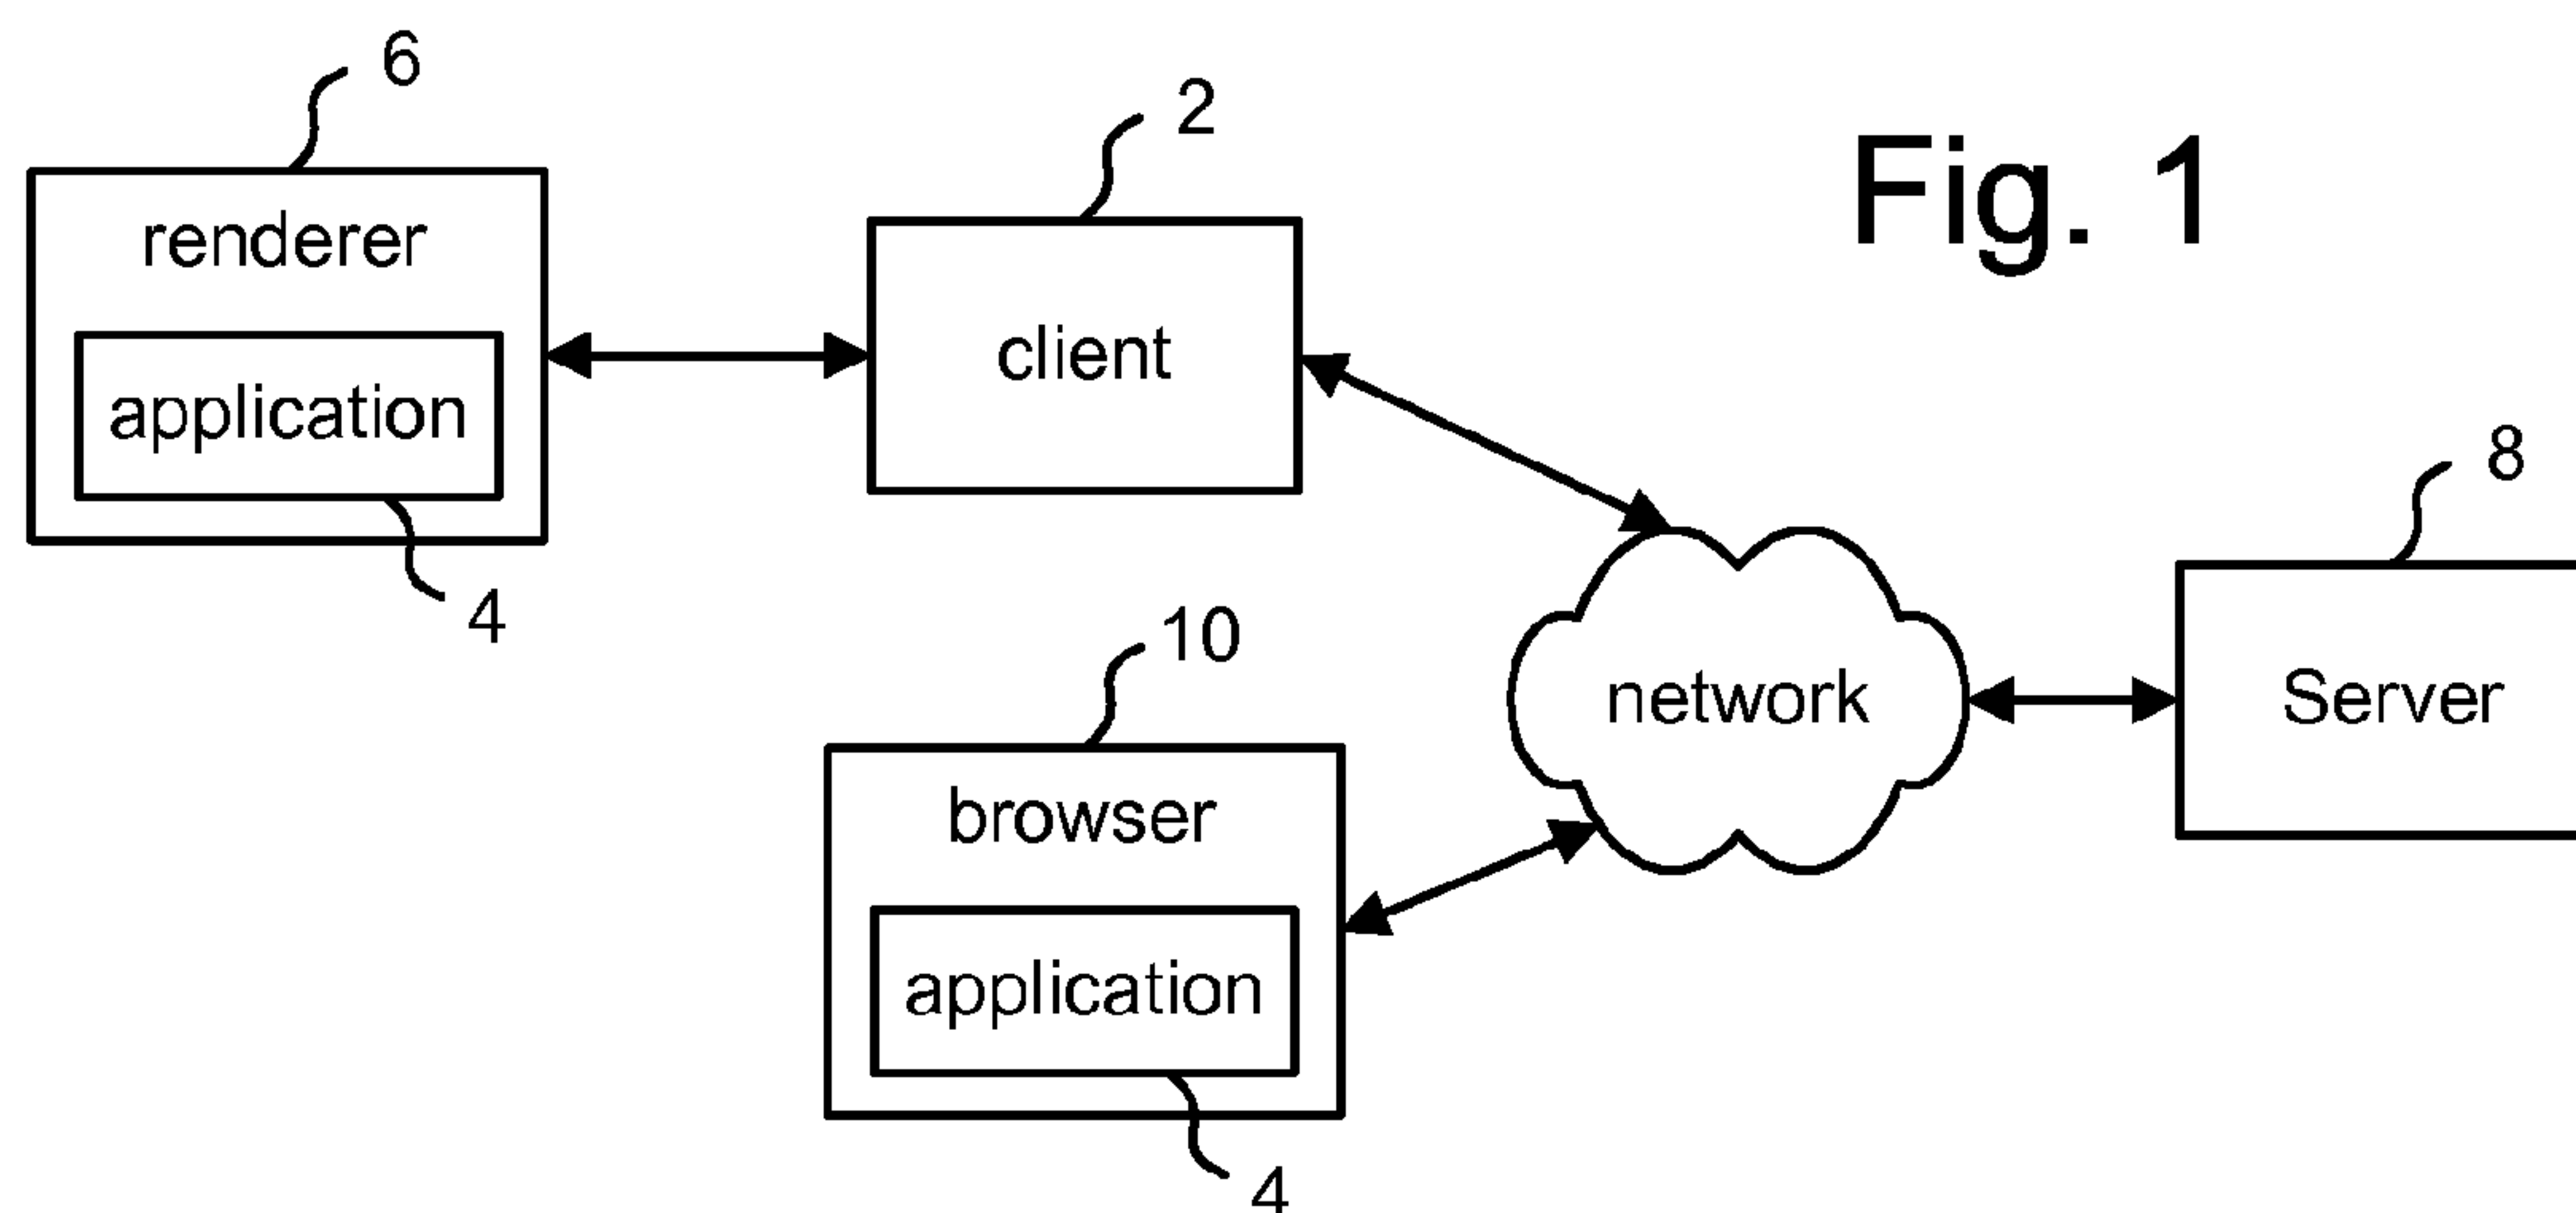 6
2
Fig. 1
renderer
client
application
8
4
10
network
Server
browser
application
4